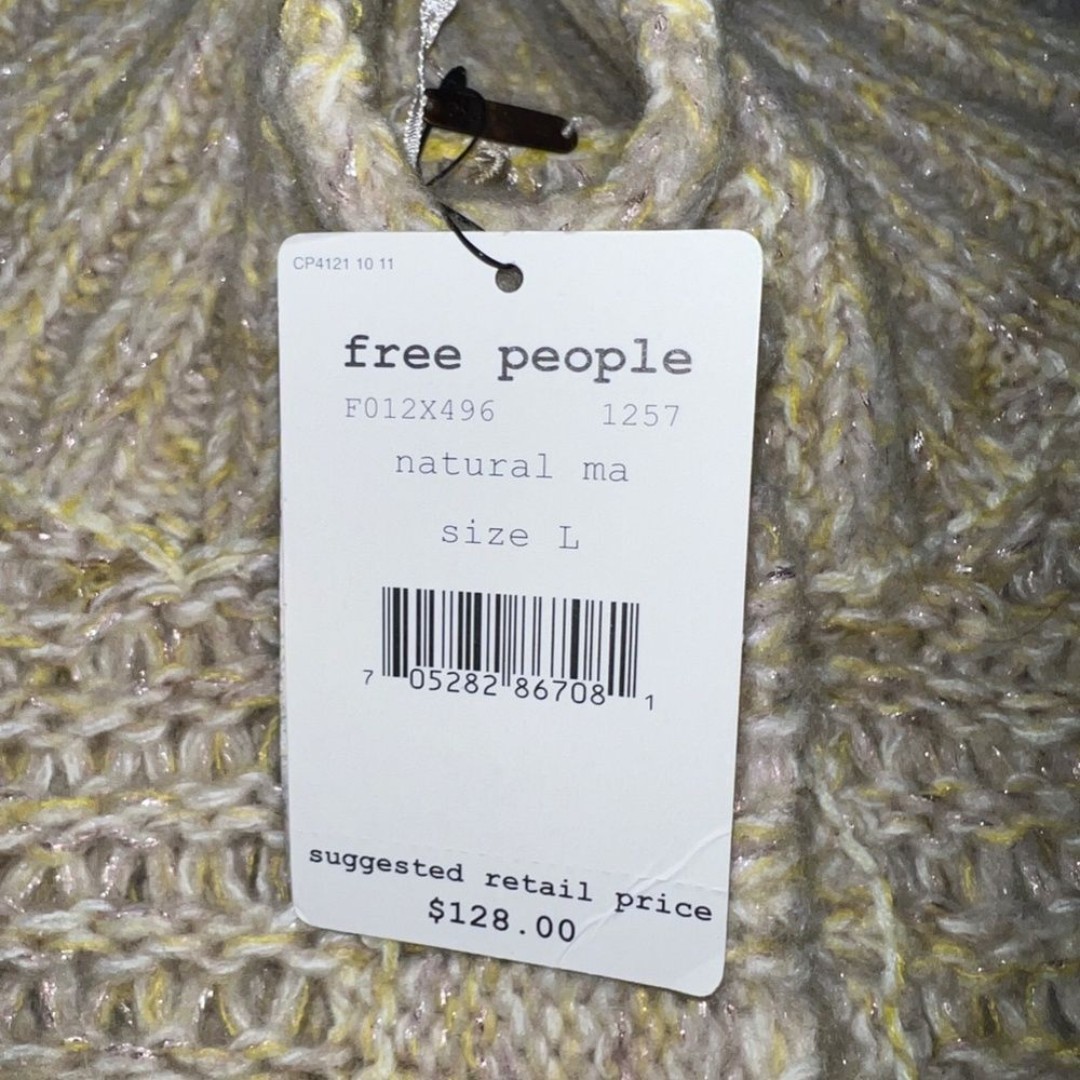 CP4121 10 11
free people
F012X496 1257
natural ma
size L
7 05282 86708 1
suggested retail price
$128.00